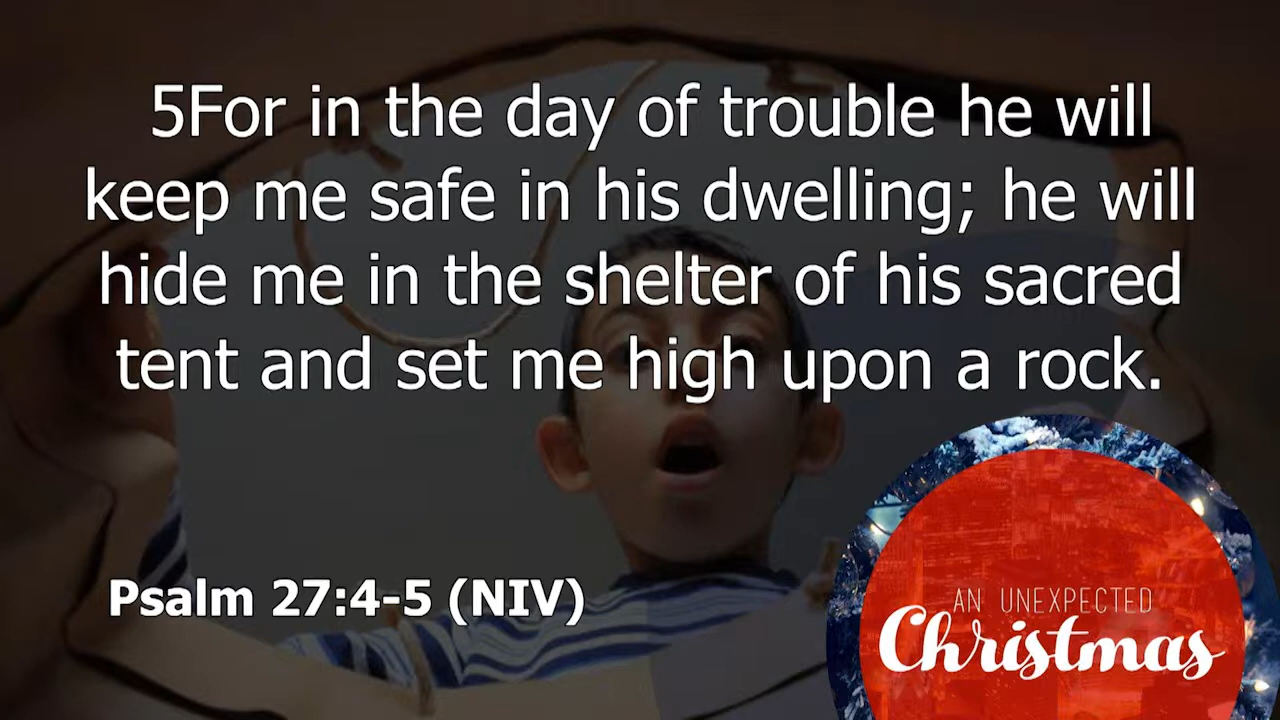 5For in the day of trouble he will
keep me safe in his dwelling; he will
hide me in the shelter of his sacred
tent and set me high upon a rock.
Psalm 27:4-5 (NIV)
AN UNEXPECTED
Christmas